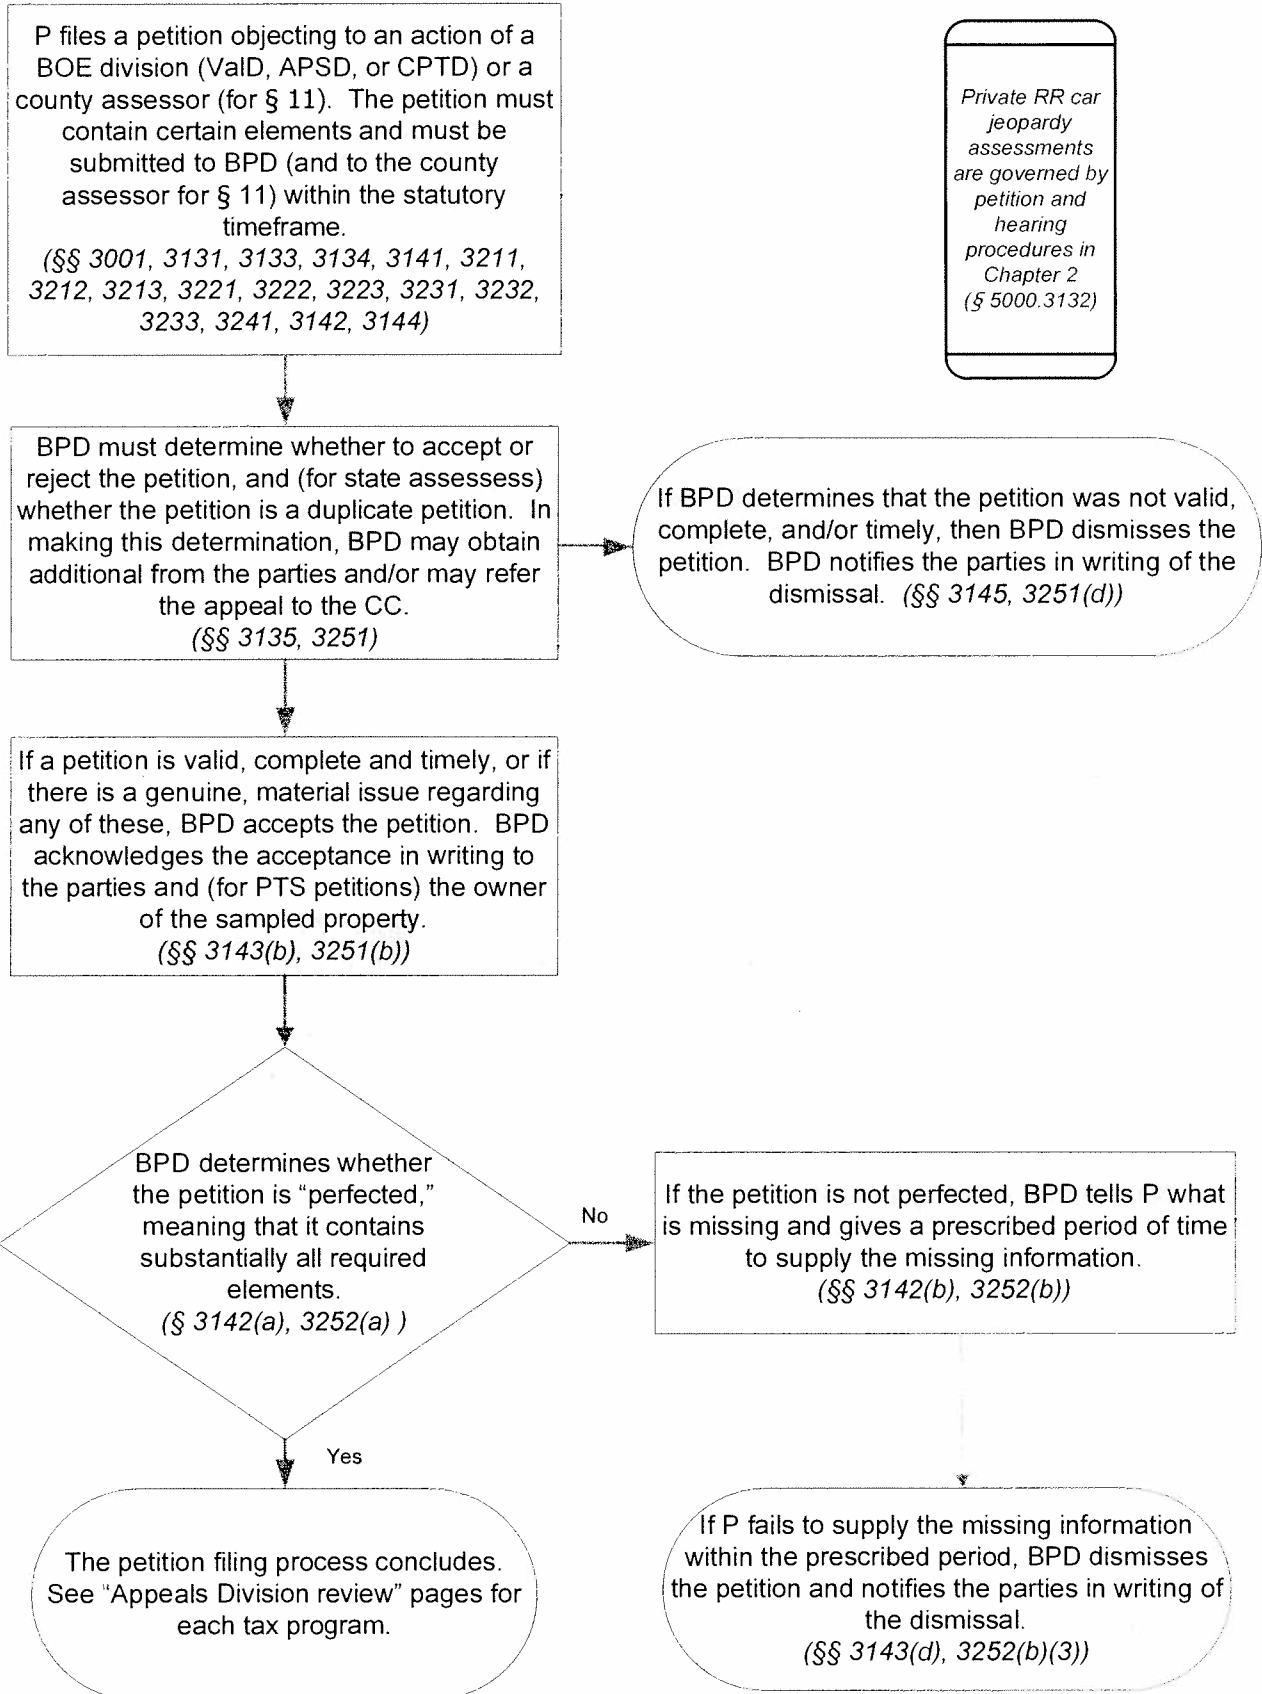 P files a petition objecting to an action of a
BOE division (ValD, APSD, or CPTD) or a
county assessor (for § 11). The petition must
contain certain elements and must be
submitted to BPD (and to the county
assessor for § 11) within the statutory
timeframe.
(§§ 3001, 3131, 3133, 3134, 3141, 3211,
3212, 3213, 3221, 3222, 3223, 3231, 3232,
3233, 3241, 3142, 3144)
Private RR car
jeopardy
assessments
are governed by
petition and
hearing
procedures in
Chapter 2
(§ 5000.3132)
BPD must determine whether to accept or
reject the petition, and (for state assessess)
whether the petition is a duplicate petition. In
making this determination, BPD may obtain
additional from the parties and/or may refer
the appeal to the CC.
(§§ 3135, 3251)
If BPD determines that the petition was not valid,
complete, and/or timely, then BPD dismisses the
petition. BPD notifies the parties in writing of the
dismissal. (§§ 3145, 3251(d))
If a petition is valid, complete and timely, or if
there is a genuine, material issue regarding
any of these, BPD accepts the petition. BPD
acknowledges the acceptance in writing to
the parties and (for PTS petitions) the owner
of the sampled property.
(§§ 3143(b), 3251(b))
BPD determines whether
the petition is “perfected,”
meaning that it contains
substantially all required
elements.
(§ 3142(a), 3252(a) )
No
If the petition is not perfected, BPD tells P what
is missing and gives a prescribed period of time
to supply the missing information.
(§§ 3142(b), 3252(b))
Yes
The petition filing process concludes.
See “Appeals Division review” pages for
each tax program.
If P fails to supply the missing information
within the prescribed period, BPD dismisses
the petition and notifies the parties in writing of
the dismissal.
(§§ 3143(d), 3252(b)(3))